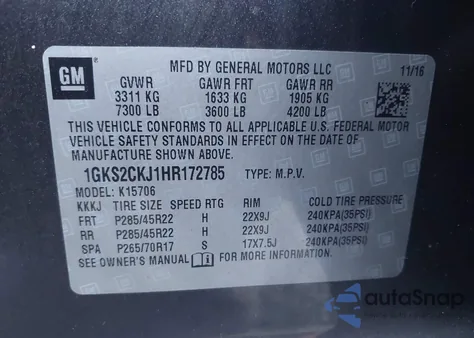 GM
MFD BY GENERAL MOTORS LLC 11/16
GVWR GAWR FRT GAWR RR
3311 KG 1633 KG 1905 KG
7300 LB 3600 LB 4200 LB
THIS VEHICLE CONFORMS TO ALL APPLICABLE U.S. FEDERAL MOTOR
VEHICLE SAFETY STANDARDS IN EFFECT ON THE
DATE OF MANUFACTURE SHOWN ABOVE.
1GKS2CKJ1HR172785 TYPE: M.P.V.
MODEL: K15706
KKKJ TIRE SIZE SPEED RTG RIM COLD TIRE PRESSURE
FRT P285/45R22 H 22X9J 240KPA(35PSI)
RR P285/45R22 H 22X9J 240KPA(35PSI)
SPA P265/70R17 S 17X7.5J 240KPA(35PSI)
SEE OWNER'S MANUAL FOR MORE INFORMATION
autoSnap